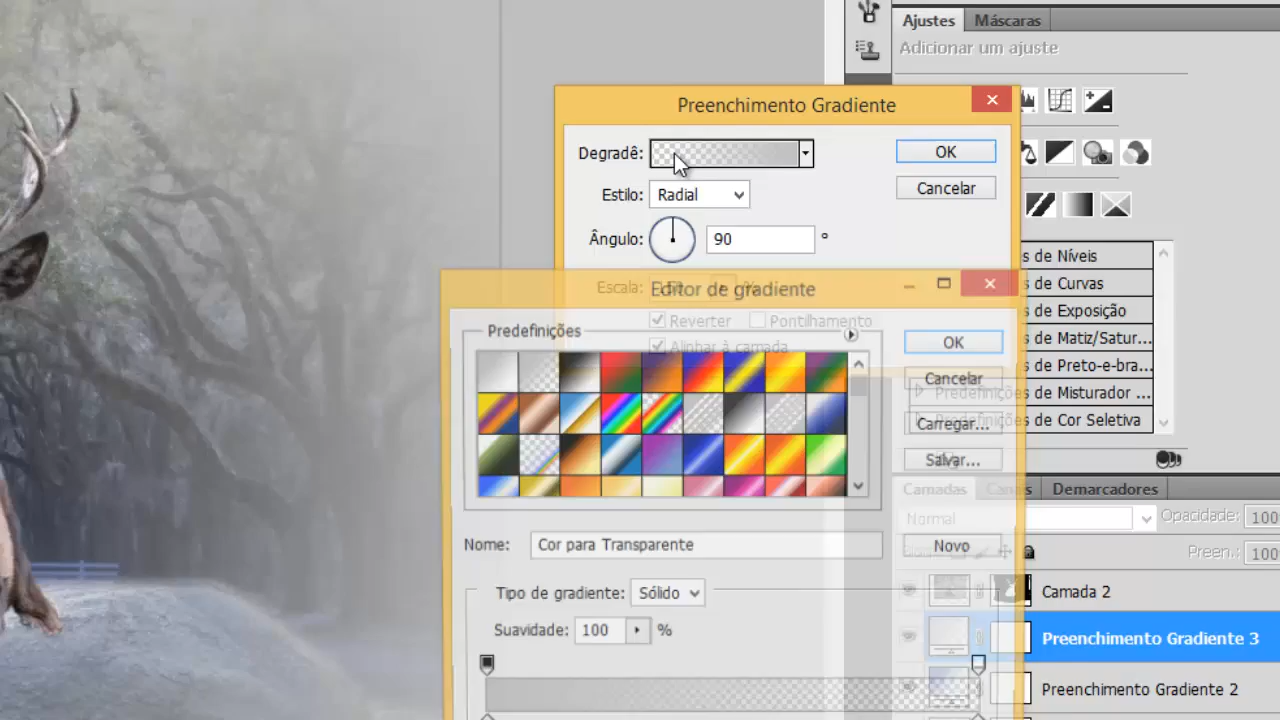 Ajustes Máscaras
Adicionar um ajuste
Preenchimento Gradiente
Degradê:
OK
Estilo: Radial
Cancelar
Ângulo: 90 °
Escala:
Editor de gradiente
Reverter Pontilhamento
Alinhar à camada
Predefinições
OK
Cancelar
Carregar...
Salvar...
Novo
s de Níveis
s de Curvas
s de Exposição
s de Matiz/Satur...
s de Preto-e-bra...
Predefinições de Misturador ...
de Cor Seletiva
Nome: Cor para Transparente
Tipo de gradiente: Sólido
Suavidade: 100 %
Camadas Canais Demarcadores
Normal
Opacidade: 100
Preen.: 100
Camada 2
Preenchimento Gradiente 3
Preenchimento Gradiente 2